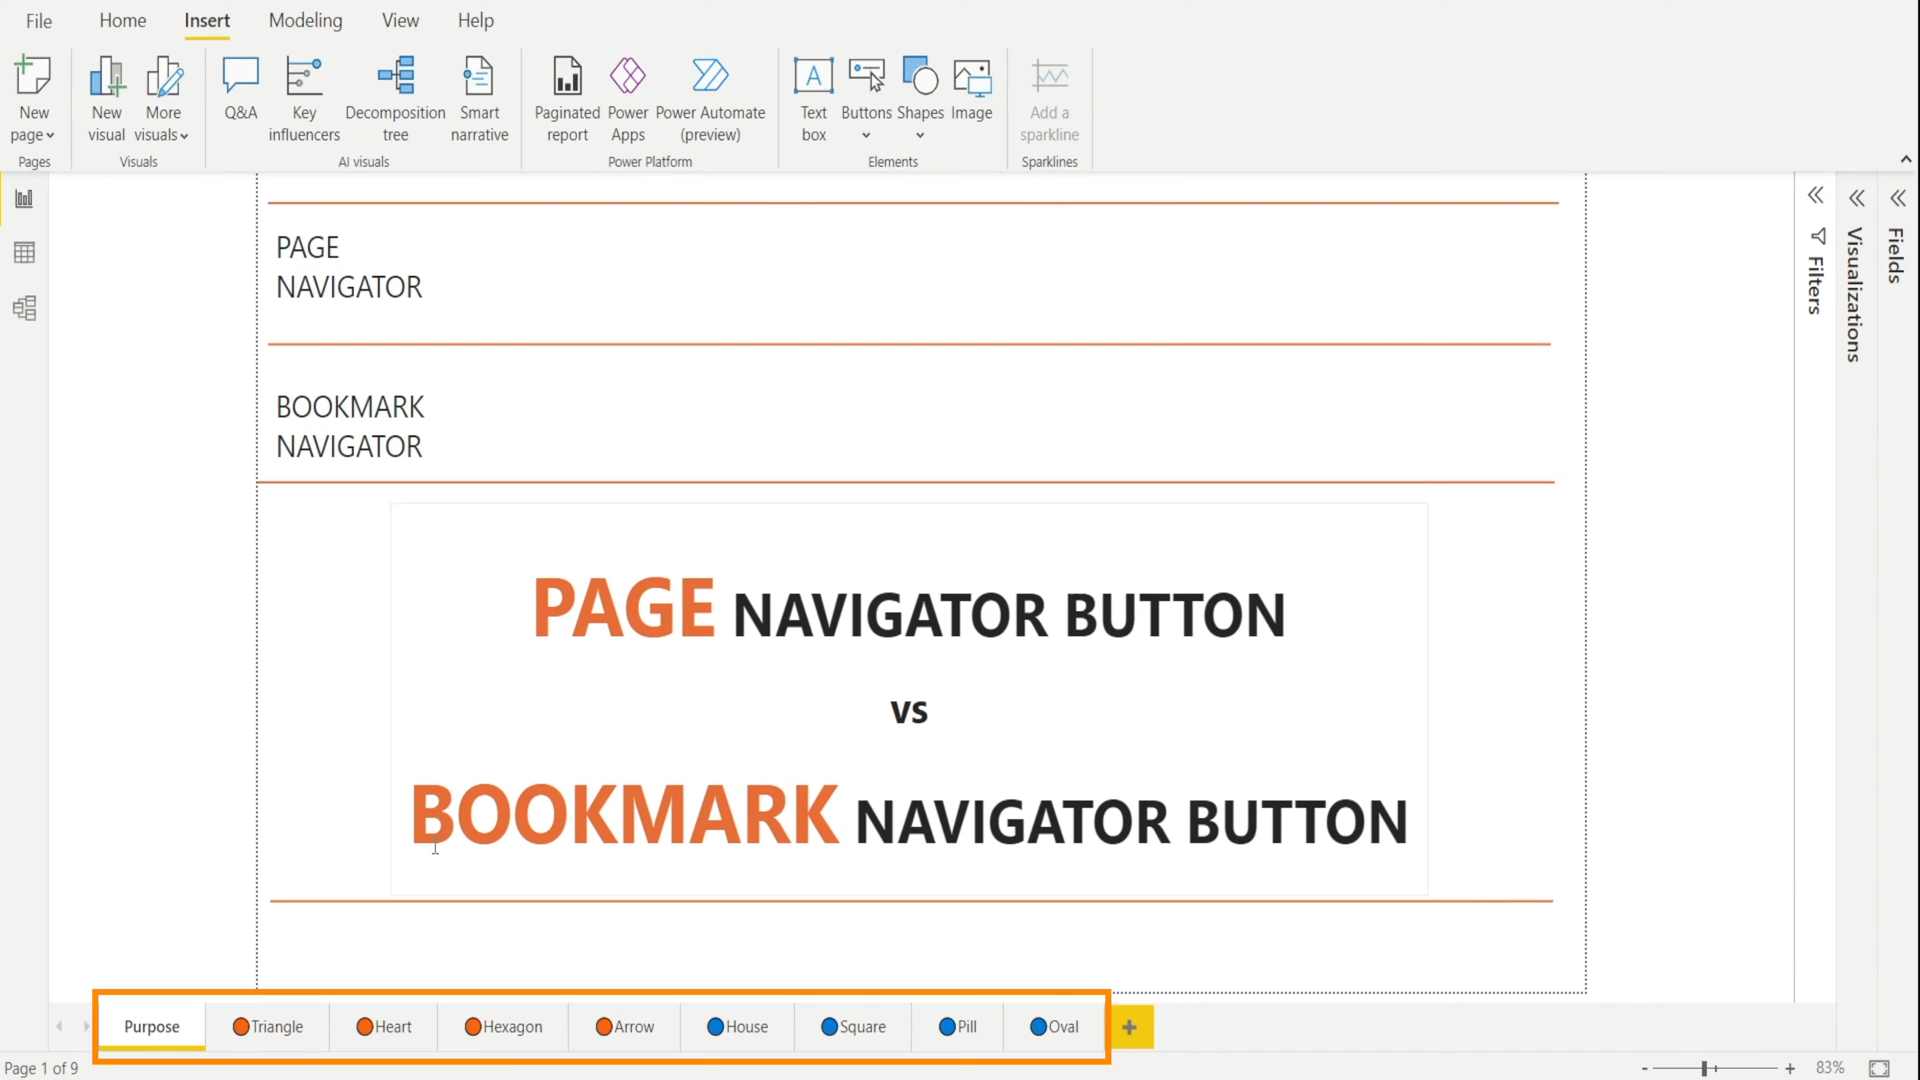 File Home Insert Modeling View Help
New page
New visual
More visuals
Q&A
Key influencers
Decomposition tree
Smart narrative
Paginated report
Power Apps
Power Automate (preview)
Text box
Buttons
Shapes
Image
Add a sparkline
Pages Visuals AI visuals Power Platform Elements Sparklines
PAGE
NAVIGATOR
BOOKMARK
NAVIGATOR
PAGE NAVIGATOR BUTTON
VS
BOOKMARK NAVIGATOR BUTTON
Filters
Visualizations
Fields
Purpose Triangle Heart Hexagon Arrow House Square Pill Oval +
Page 1 of 9
- + 83%